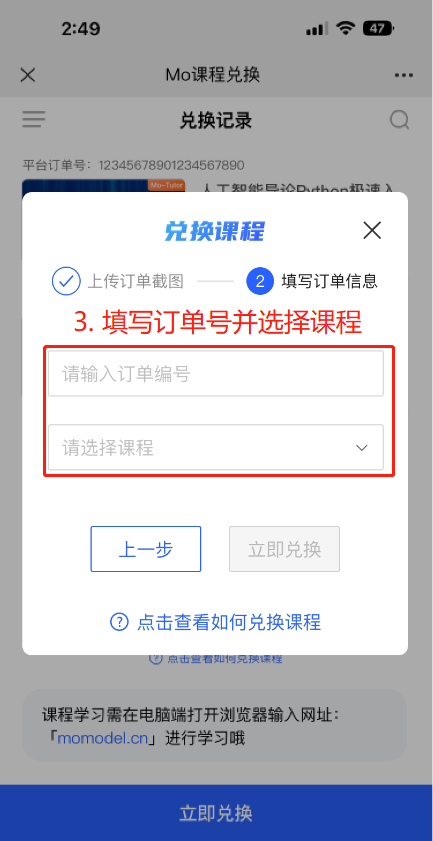 2:49
47
Mo课程兑换
兑换记录
平台订单号：12345678901234567890
Mo-Tutor
人工智能导论Python极速入
兑换课程
上传订单截图
2 填写订单信息
3. 填写订单号并选择课程
请输入订单编号
请选择课程
上一步
立即兑换
点击查看如何兑换课程
点击查看如何兑换课程
课程学习需在电脑端打开浏览器输入网址：
「momodel.cn」进行学习哦
立即兑换